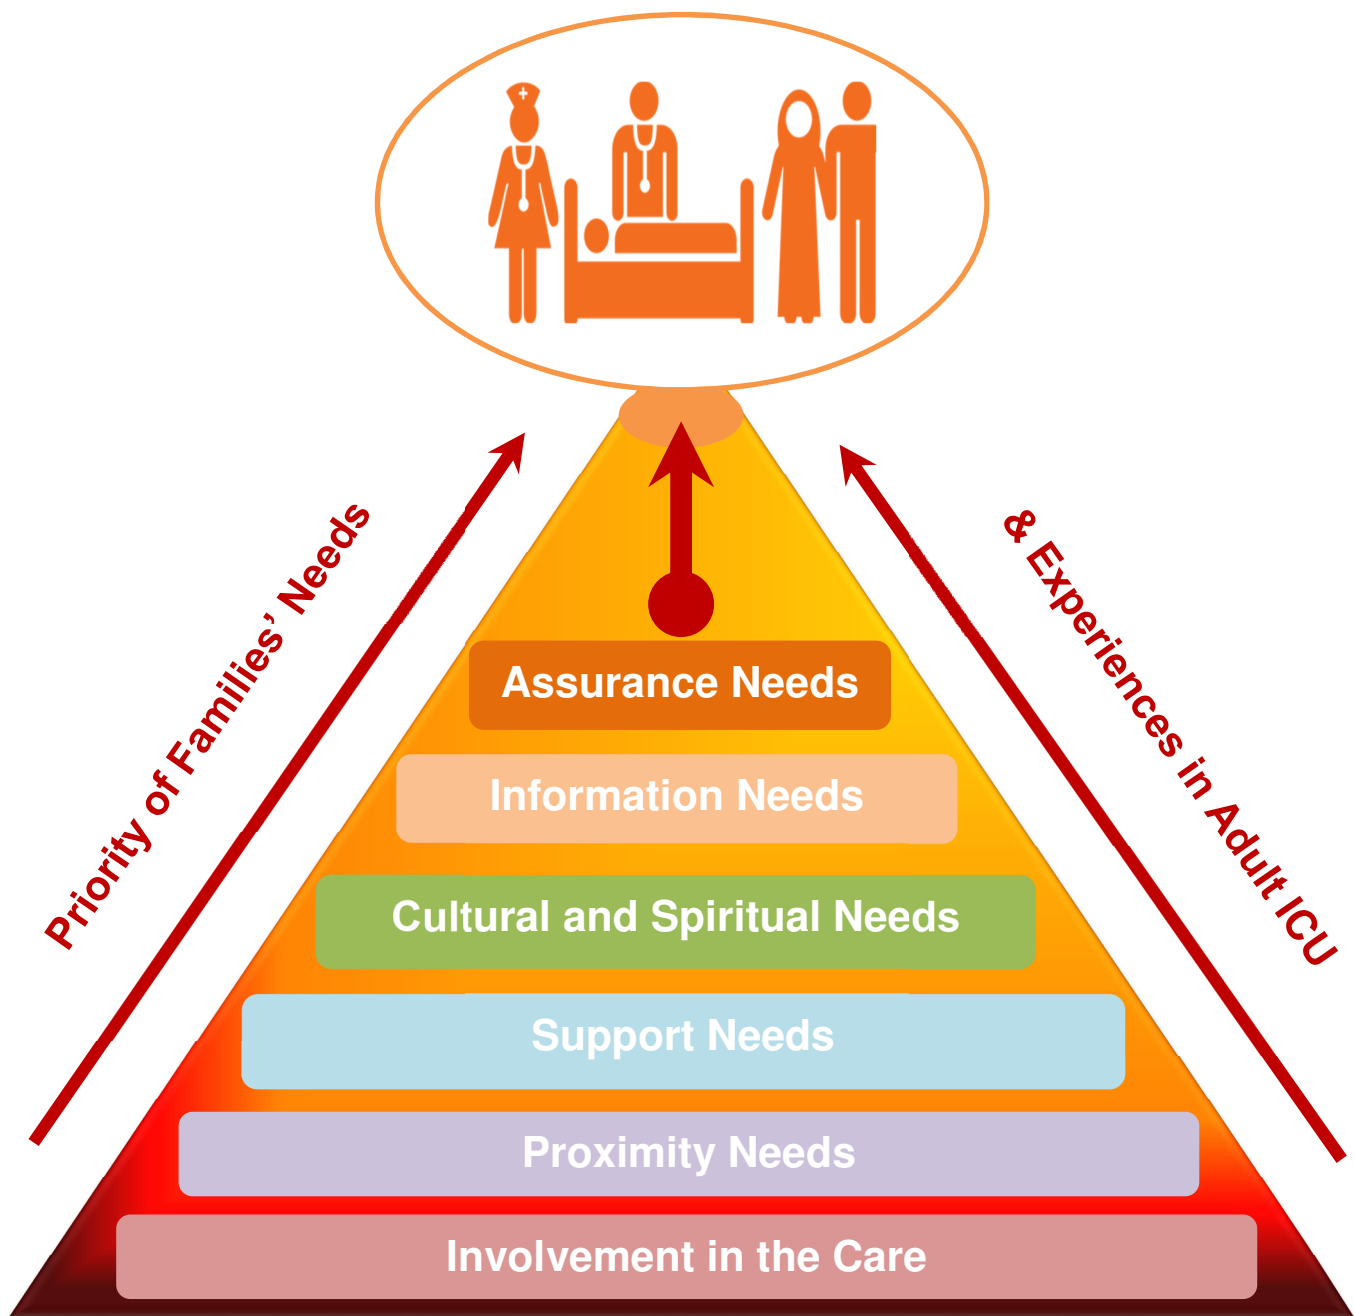 Priority of Families’ Needs
& Experiences in Adult ICU
Assurance Needs
Information Needs
Cultural and Spiritual Needs
Support Needs
Proximity Needs
Involvement in the Care